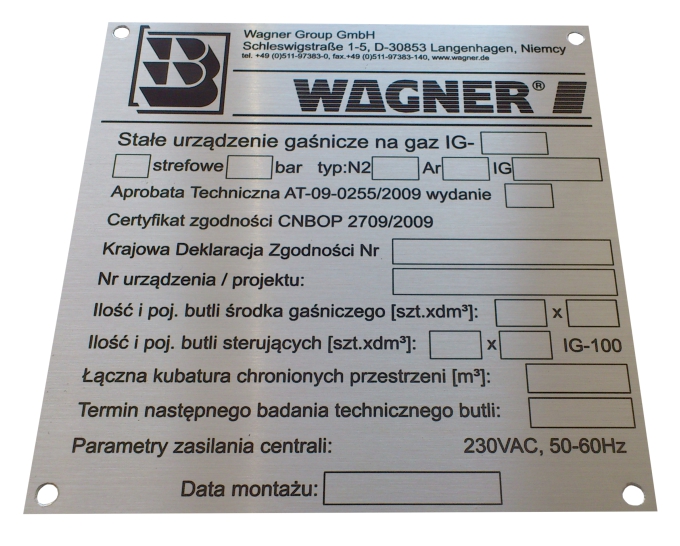 Wagner Group GmbH
Schleswigstraße 1-5, D-30853 Langenhagen, Niemcy
tel. +49 (0)511-97383-0, fax.+49 (0)511-97383-140, www.wagner.de
WAGNER®
Stałe urządzenie gaśnicze na gaz IG-
strefowe bar typ:N2 Ar IG
Aprobata Techniczna AT-09-0255/2009 wydanie
Certyfikat zgodności CNBOP 2709/2009
Krajowa Deklaracja Zgodności Nr
Nr urządzenia / projektu:
Ilość i poj. butli środka gaśniczego [szt.xdm³]: x
Ilość i poj. butli sterujących [szt.xdm³]: x IG-100
Łączna kubatura chronionych przestrzeni [m³]:
Termin następnego badania technicznego butli:
Parametry zasilania centrali: 230VAC, 50-60Hz
Data montażu: